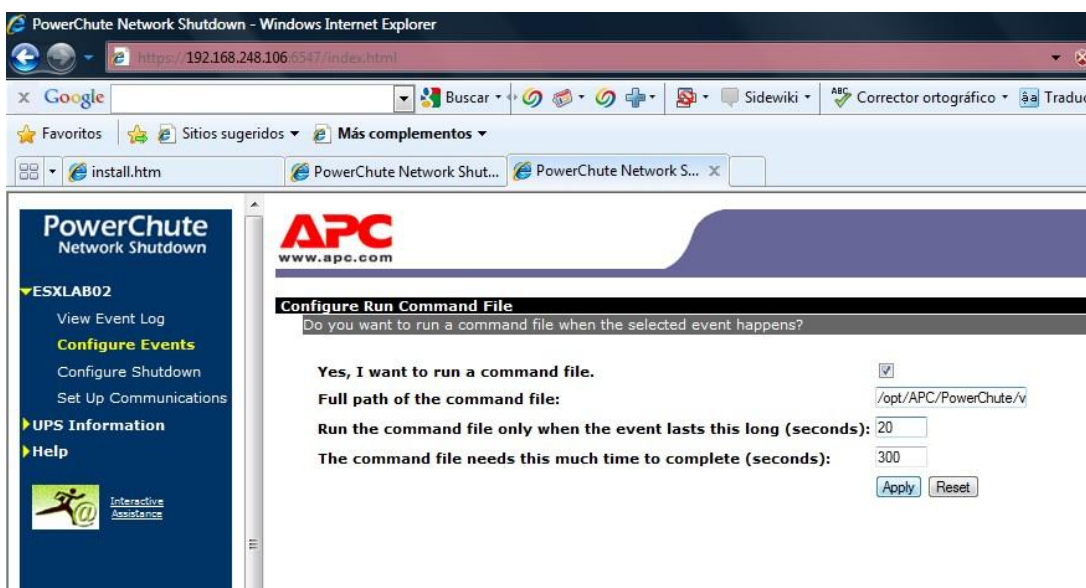 PowerChute Network Shutdown - Windows Internet Explorer
https://192.168.248.106:6547/index.html
x Google Buscar Sidewiki ABC Corrector ortográfico aa Traduc
Favoritos Sitios sugeridos Más complementos
install.htm PowerChute Network Shut... PowerChute Network S... X
PowerChute
Network Shutdown
ESXLAB02
View Event Log
Configure Events
Configure Shutdown
Set Up Communications
UPS Information
Help
Interactive
Assistance
APC
www.apc.com
Configure Run Command File
Do you want to run a command file when the selected event happens?
Yes, I want to run a command file.
Full path of the command file: /opt/APC/PowerChute/v
Run the command file only when the event lasts this long (seconds): 20
The command file needs this much time to complete (seconds): 300
Apply Reset